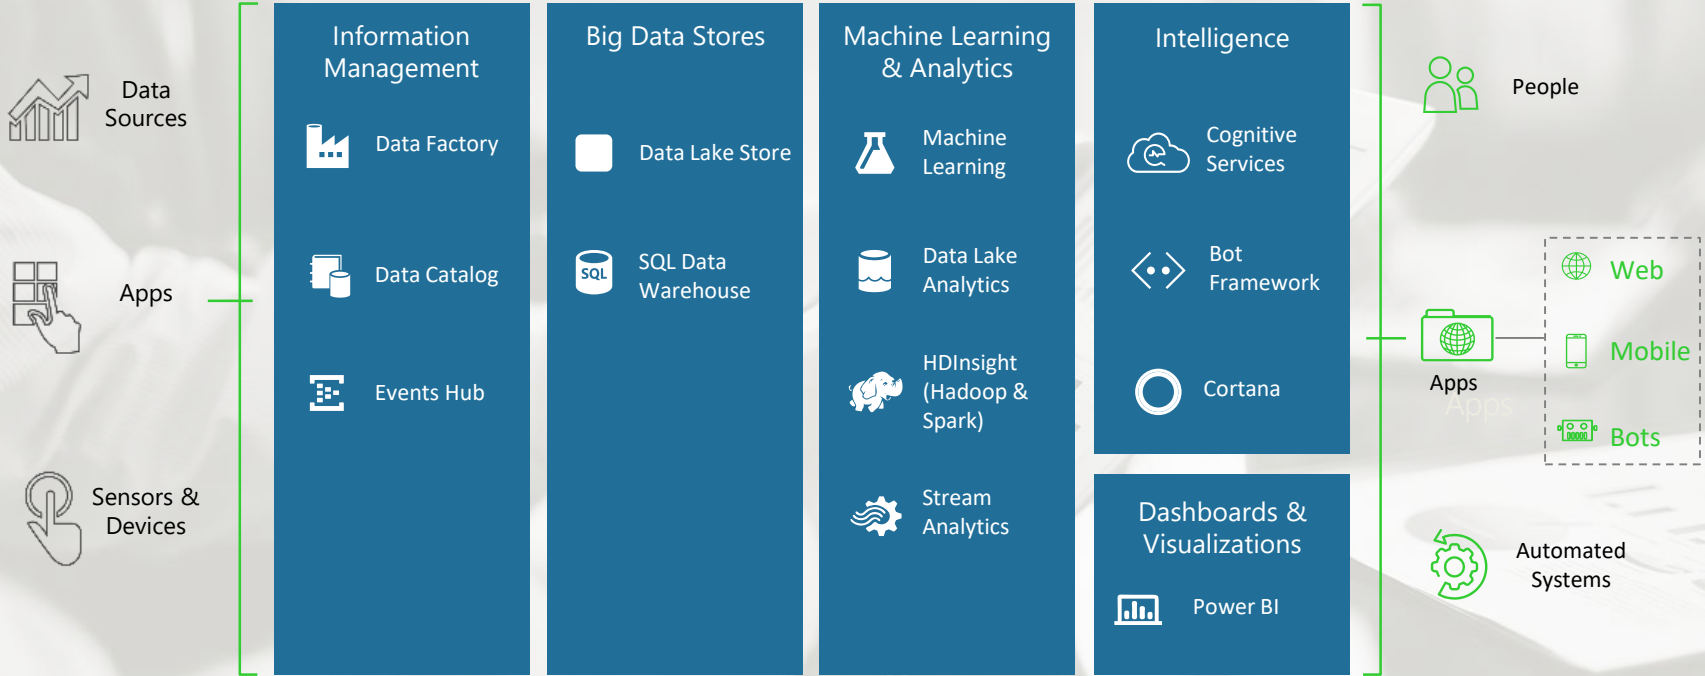 Data
Sources
Apps
Sensors &
Devices
Information
Management
Data Factory
Data Catalog
Events Hub
Big Data Stores
Data Lake Store
SQL
SQL Data
Warehouse
Machine Learning
& Analytics
Machine
Learning
Data Lake
Analytics
HDInsight
(Hadoop &
Spark)
Stream
Analytics
Intelligence
Cognitive
Services
Bot
Framework
Cortana
Dashboards &
Visualizations
Power BI
People
Apps
Apps
Web
Mobile
Bots
Automated
Systems